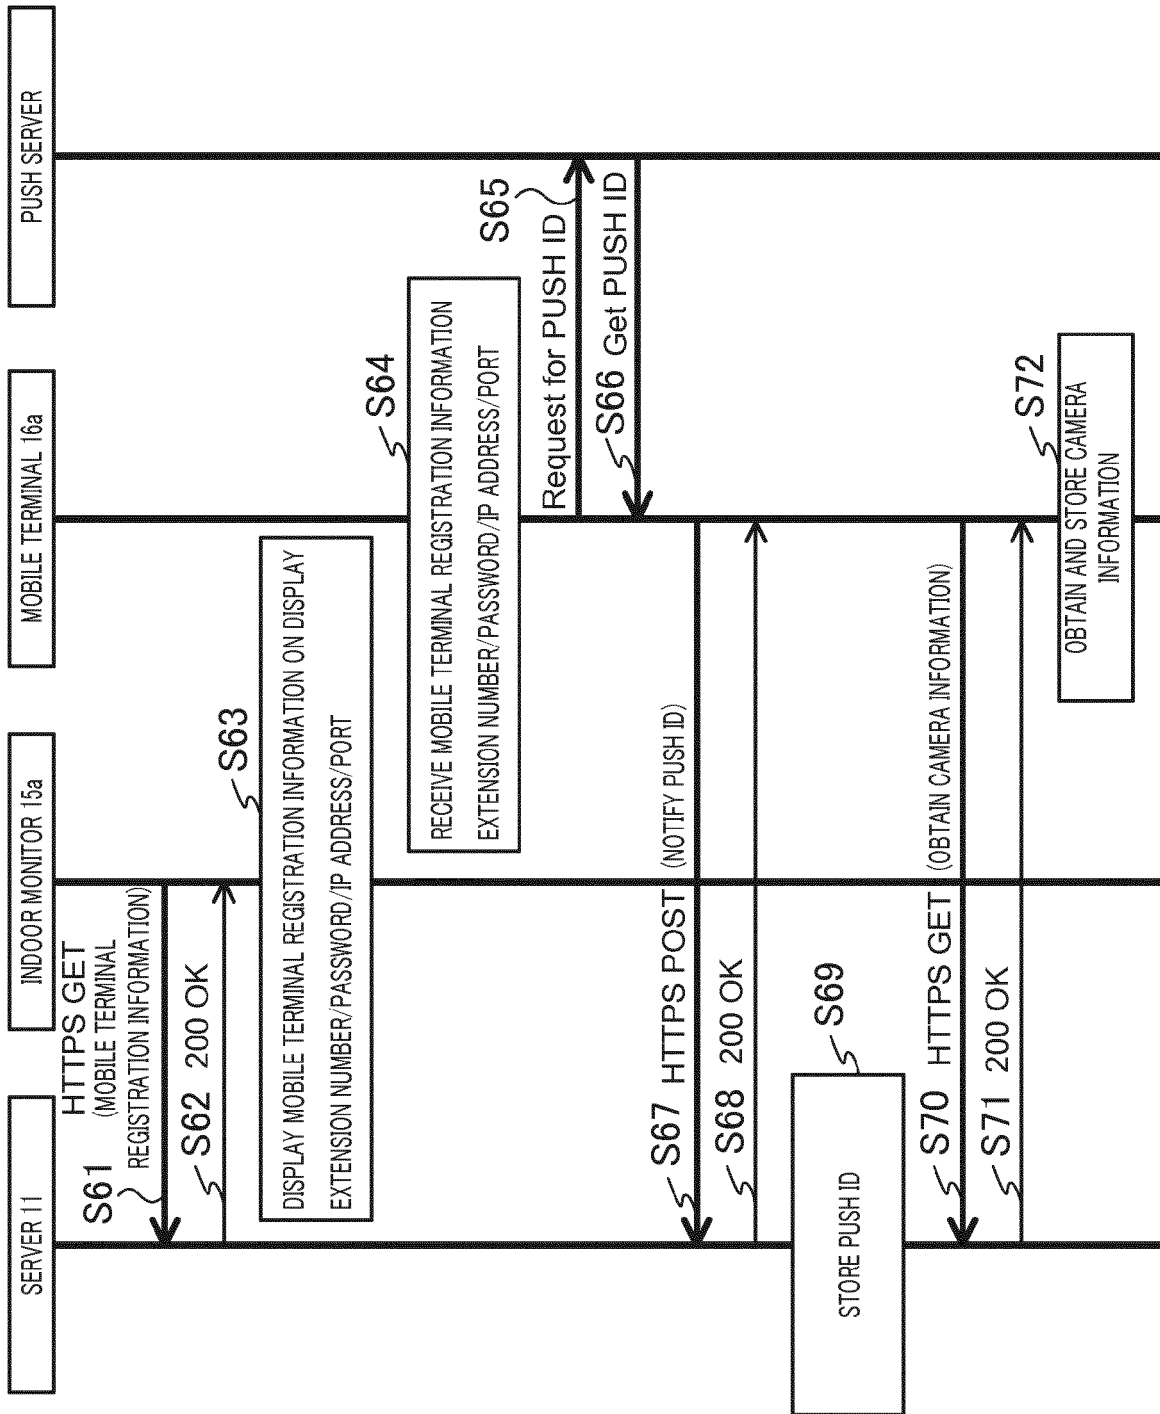 SERVER 11
INDOOR MONITOR 15a
MOBILE TERMINAL 16a
PUSH SERVER
S61
HTTPS GET
(MOBILE TERMINAL
REGISTRATION INFORMATION)
S62 200 OK
S63
DISPLAY MOBILE TERMINAL REGISTRATION INFORMATION ON DISPLAY
EXTENSION NUMBER/PASSWORD/IP ADDRESS/PORT
S64
RECEIVE MOBILE TERMINAL REGISTRATION INFORMATION
EXTENSION NUMBER/PASSWORD/IP ADDRESS/PORT
Request for PUSH ID
S65
S66 Get PUSH ID
S67 HTTPS POST (NOTIFY PUSH ID)
S68 200 OK
S69
STORE PUSH ID
S70 HTTPS GET (OBTAIN CAMERA INFORMATION)
S71 200 OK
S72
OBTAIN AND STORE CAMERA
INFORMATION